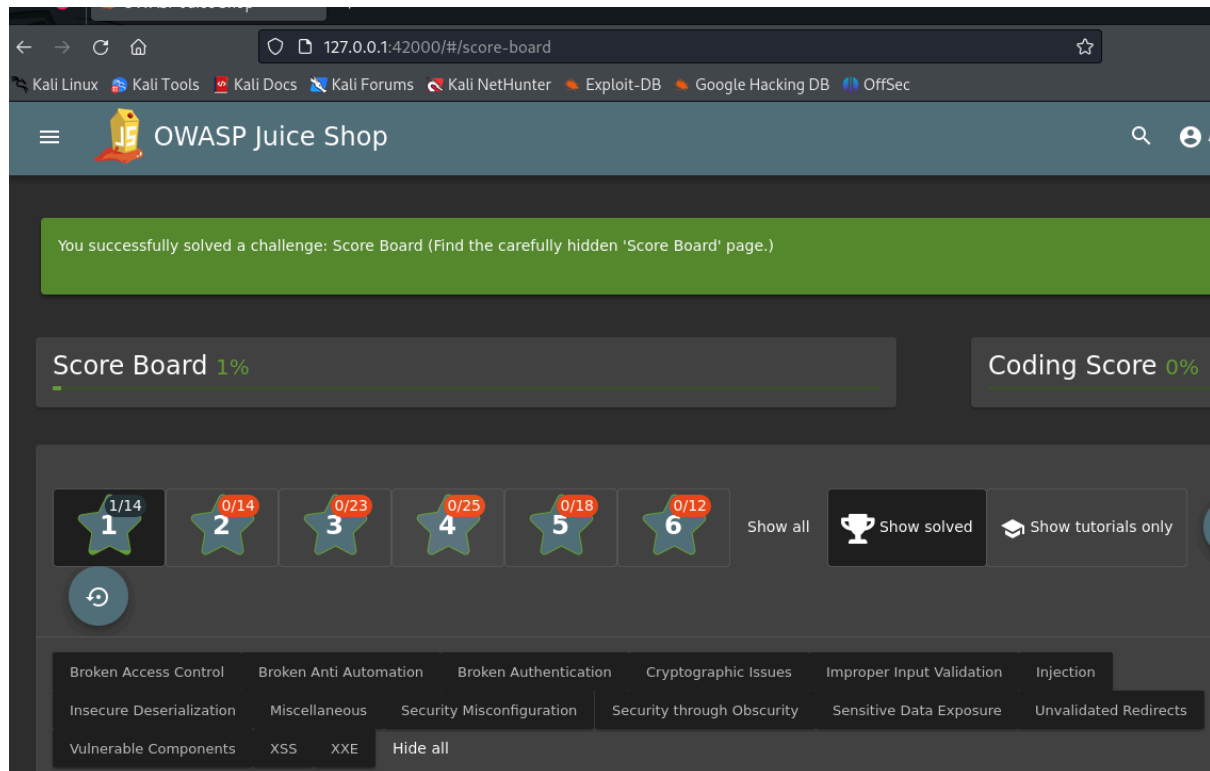 127.0.0.1:42000/#/score-board
Kali Linux Kali Tools Kali Docs Kali Forums Kali NetHunter Exploit-DB Google Hacking DB OffSec
JS OWASP Juice Shop
You successfully solved a challenge: Score Board (Find the carefully hidden 'Score Board' page.)
Score Board 1% Coding Score 0%
1/14 0/14 0/23 0/25 0/18 0/12
1 2 3 4 5 6 Show all Show solved Show tutorials only
Broken Access Control Broken Anti Automation Broken Authentication Cryptographic Issues Improper Input Validation Injection
Insecure Deserialization Miscellaneous Security Misconfiguration Security through Obscurity Sensitive Data Exposure Unvalidated Redirects
Vulnerable Components XSS XXE Hide all